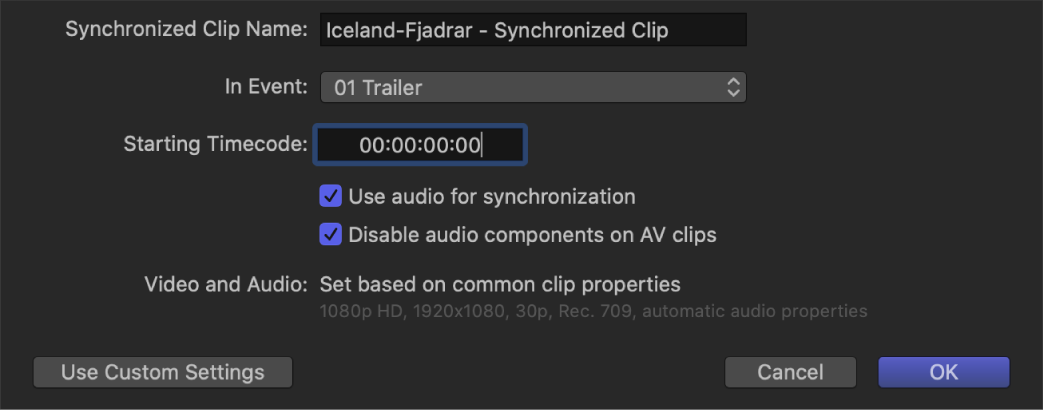 Synchronized Clip Name: Iceland-Fjadrar - Synchronized Clip
In Event: 01 Trailer
Starting Timecode: 00:00:00:00
Use audio for synchronization
Disable audio components on AV clips
Video and Audio: Set based on common clip properties
1080p HD, 1920x1080, 30p, Rec. 709, automatic audio properties
Use Custom Settings Cancel OK